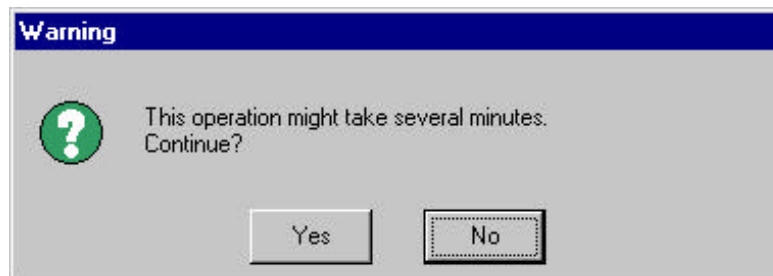 Warning
This operation might take several minutes.
Continue?
Yes No